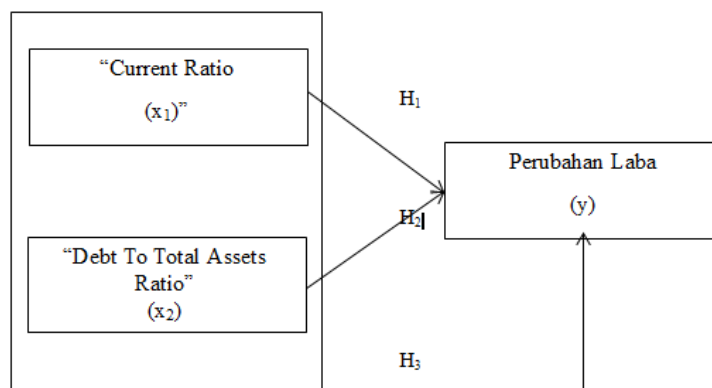 “Current Ratio
(x₁)”
H₁
Perubahan Laba
(y)
H₂
“Debt To Total Assets
Ratio”
(x₂)
H₃